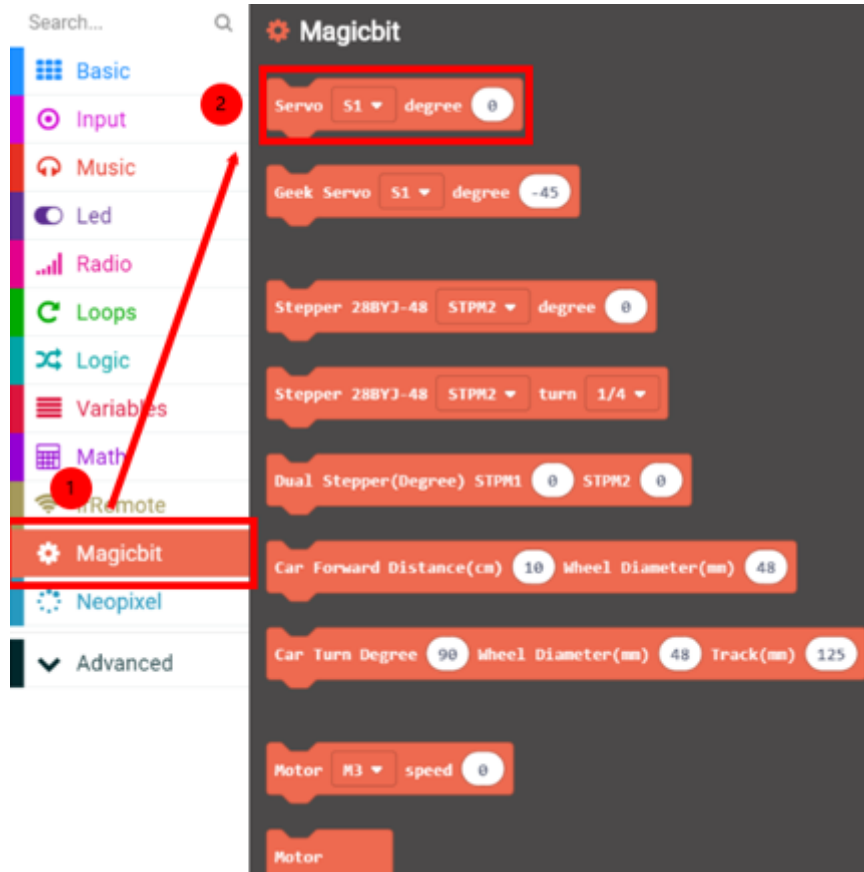 Search...
Basic
Input
Music
Led
Radio
Loops
Logic
Variables
Math
IrRemote
Magicbit
Neopixel
Advanced
1
2
Magicbit
Servo S1 degree 0
Geek Servo S1 degree -45
Stepper 28BYJ-48 STPM2 degree 0
Stepper 28BYJ-48 STPM2 turn 1/4
Dual Stepper(Degree) STPM1 0 STPM2 0
Car Forward Distance(cm) 10 Wheel Diameter(mm) 48
Car Turn Degree 90 Wheel Diameter(mm) 48 Track(mm) 125
Motor M3 speed 0
Motor